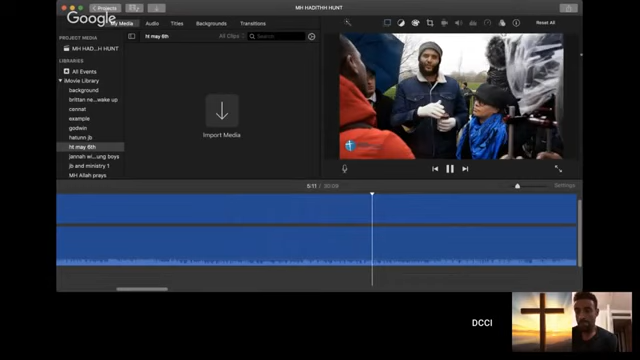 MH HADITHH HUNT
Projects
Google
My Media Audio Titles Backgrounds Transitions
Reset All
PROJECT MEDIA
MH HAD...H HUNT
LIBRARIES
All Events
iMovie Library
background
brittan ne...wake up
cennat
example
godwin
hatunn jb
ht may 6th
jannah wi...ung boys
jb and ministry 1
MH Allah prays
ht may 6th
All Clips
Search
Import Media
5:11 / 30:09
Settings
DCCI